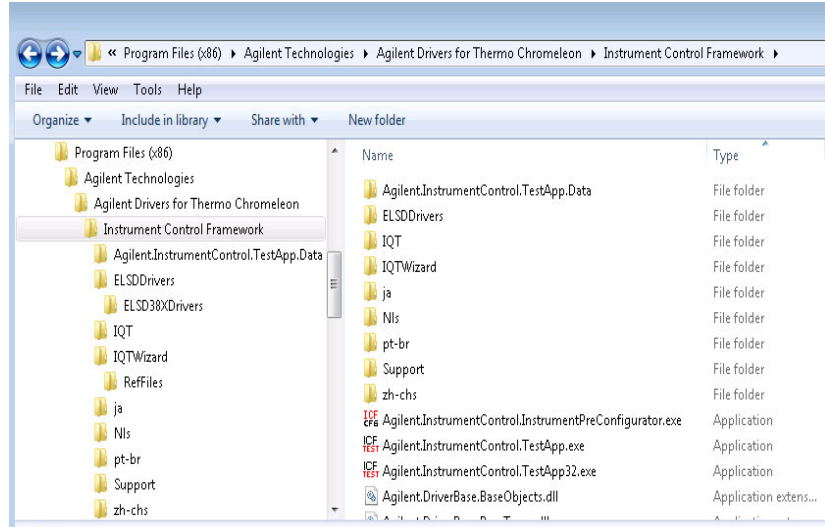 « Program Files (x86) ▸ Agilent Technologies ▸ Agilent Drivers for Thermo Chromeleon ▸ Instrument Control Framework ▸
File Edit View Tools Help
Organize Include in library Share with New folder
Program Files (x86)
Agilent Technologies
Agilent Drivers for Thermo Chromeleon
Instrument Control Framework
Agilent.InstrumentControl.TestApp.Data
ELSDDrivers
ELSD38XDrivers
IQT
IQTWizard
RefFiles
ja
Nls
pt-br
Support
zh-chs
Name Type
Agilent.InstrumentControl.TestApp.Data File folder
ELSDDrivers File folder
IQT File folder
IQTWizard File folder
ja File folder
Nls File folder
pt-br File folder
Support File folder
zh-chs File folder
ICF CFG Agilent.InstrumentControl.InstrumentPreConfigurator.exe Application
ICF TEST Agilent.InstrumentControl.TestApp.exe Application
ICF TEST Agilent.InstrumentControl.TestApp32.exe Application
Agilent.DriverBase.BaseObjects.dll Application extens...